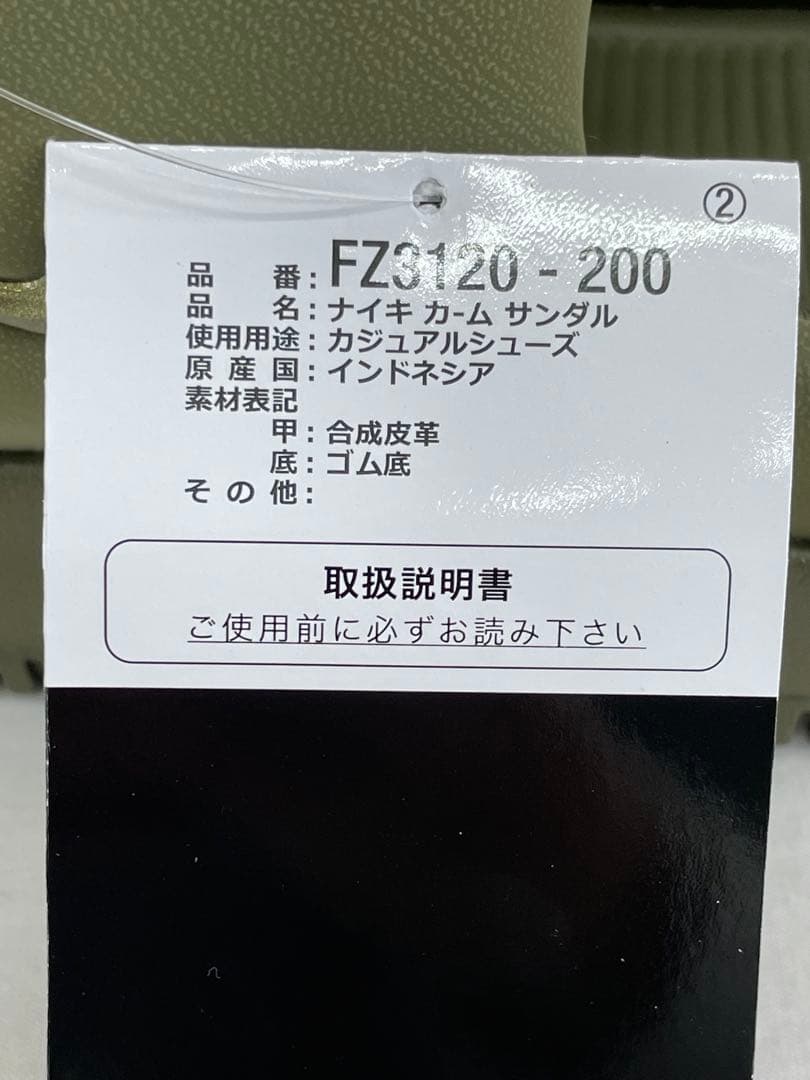 ②
品 番 : FZ3120 - 200
品 名 : ナイキ カーム サンダル
使用用途 : カジュアルシューズ
原 産 国 : インドネシア
素材表記
甲 : 合成皮革
底 : ゴム底
そ の 他 :
取扱説明書
ご使用前に必ずお読み下さい